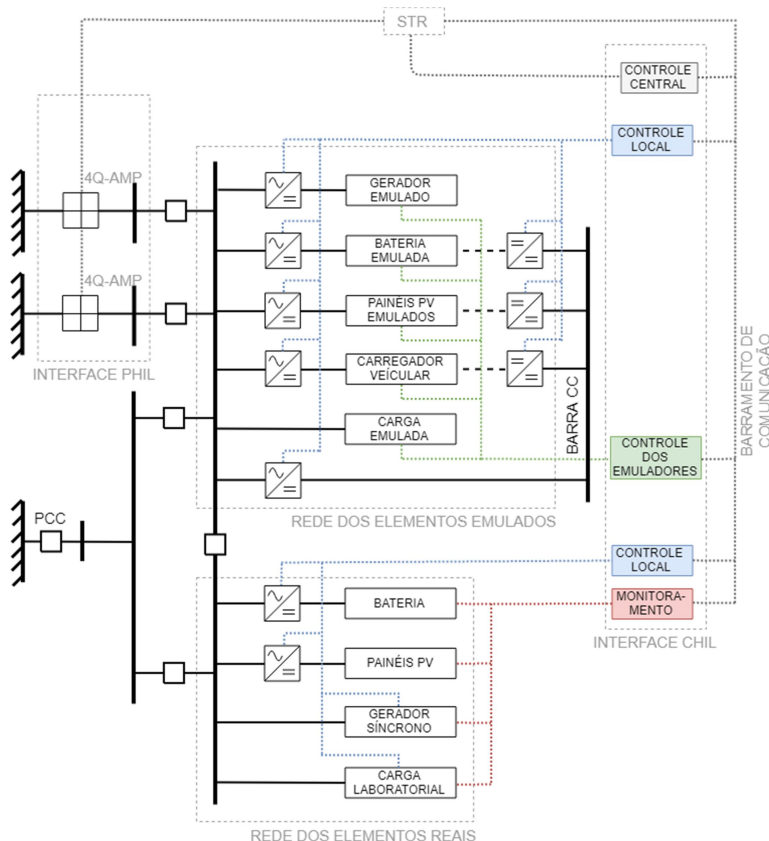 STR
CONTROLE
CENTRAL
CONTROLE
LOCAL
4Q-AMP
GERADOR
EMULADO
BATERIA
EMULADA
4Q-AMP
PAINÉIS PV
EMULADOS
INTERFACE PHIL
CARREGADOR
VEÍCULAR
BARRA CC
BARRAMENTO DE
COMUNICAÇÃO
CARGA
EMULADA
CONTROLE
DOS
EMULADORES
PCC
REDE DOS ELEMENTOS EMULADOS
CONTROLE
LOCAL
BATERIA
MONITORA-
MENTO
INTERFACE CHIL
PAINÉIS PV
GERADOR
SÍNCRONO
CARGA
LABORATORIAL
REDE DOS ELEMENTOS REAIS